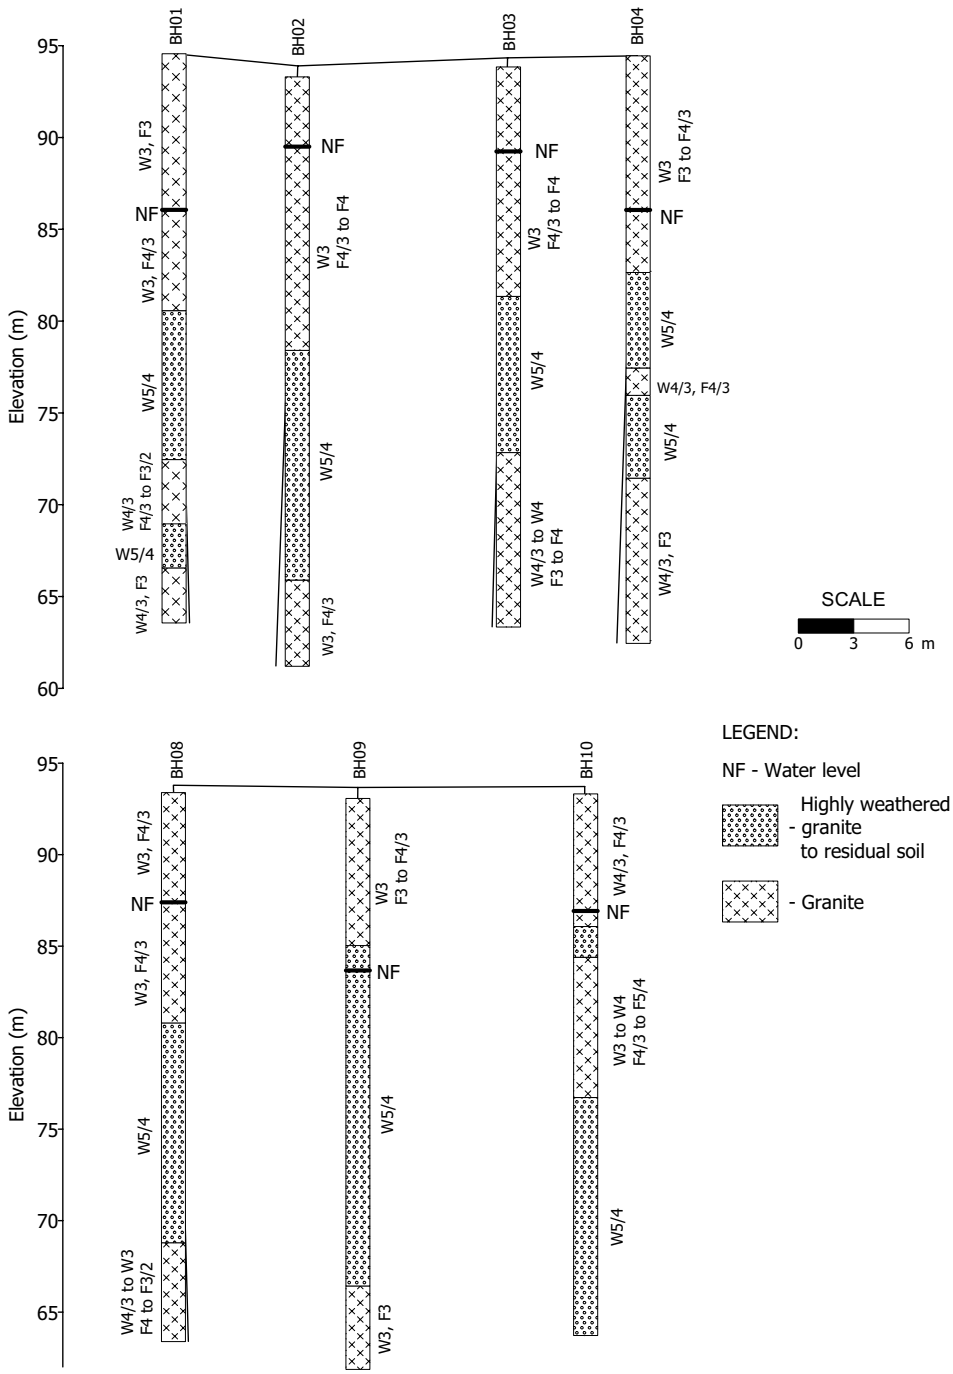 BH01
BH02
BH03
BH04
95
90
85
80
75
70
65
60
Elevation (m)
W3, F3
NF
W3, F4/3
W5/4
W4/3
F4/3 to F3/2
W5/4
W4/3, F3
NF
W3
F4/3 to F4
W5/4
W3, F4/3
NF
W3
F4/3 to F4
W5/4
W4/3 to W4
F3 to F4
W3
F3 to F4/3
NF
W5/4
W4/3, F4/3
W5/4
W4/3, F3
SCALE
0 3 6 m
BH08
BH09
BH10
95
90
85
80
75
70
65
Elevation (m)
W3, F4/3
NF
W3, F4/3
W5/4
W4/3 to W3
F4 to F3/2
W3
F3 to F4/3
NF
W5/4
W3, F3
W4/3, F4/3
NF
W3 to W4
F4/3 to F5/4
W5/4
LEGEND:
NF - Water level
Highly weathered
- granite
to residual soil
- Granite